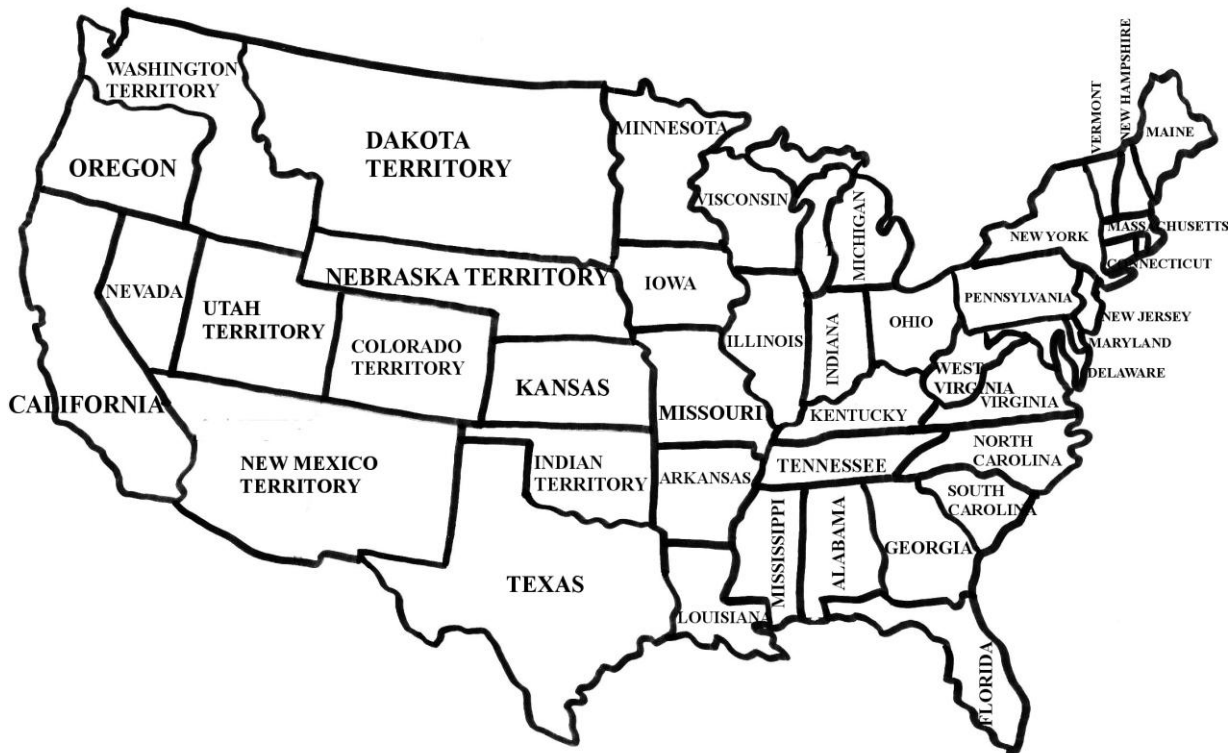 WASHINGTON
TERRITORY
OREGON
DAKOTA
TERRITORY
MINNESOTA
WISCONSIN
MICHIGAN
VERMONT
NEW HAMPSHIRE
MAINE
NEW YORK
MASSACHUSETTS
CONNECTICUT
NEVADA
UTAH
TERRITORY
NEBRASKA TERRITORY
IOWA
PENNSYLVANIA
NEW JERSEY
MARYLAND
DELAWARE
COLORADO
TERRITORY
KANSAS
ILLINOIS
INDIANA
OHIO
WEST
VIRGINIA
VIRGINIA
CALIFORNIA
MISSOURI
KENTUCKY
NEW MEXICO
TERRITORY
INDIAN
TERRITORY
ARKANSAS
TENNESSEE
NORTH
CAROLINA
SOUTH
CAROLINA
TEXAS
LOUISIANA
MISSISSIPPI
ALABAMA
GEORGIA
FLORIDA